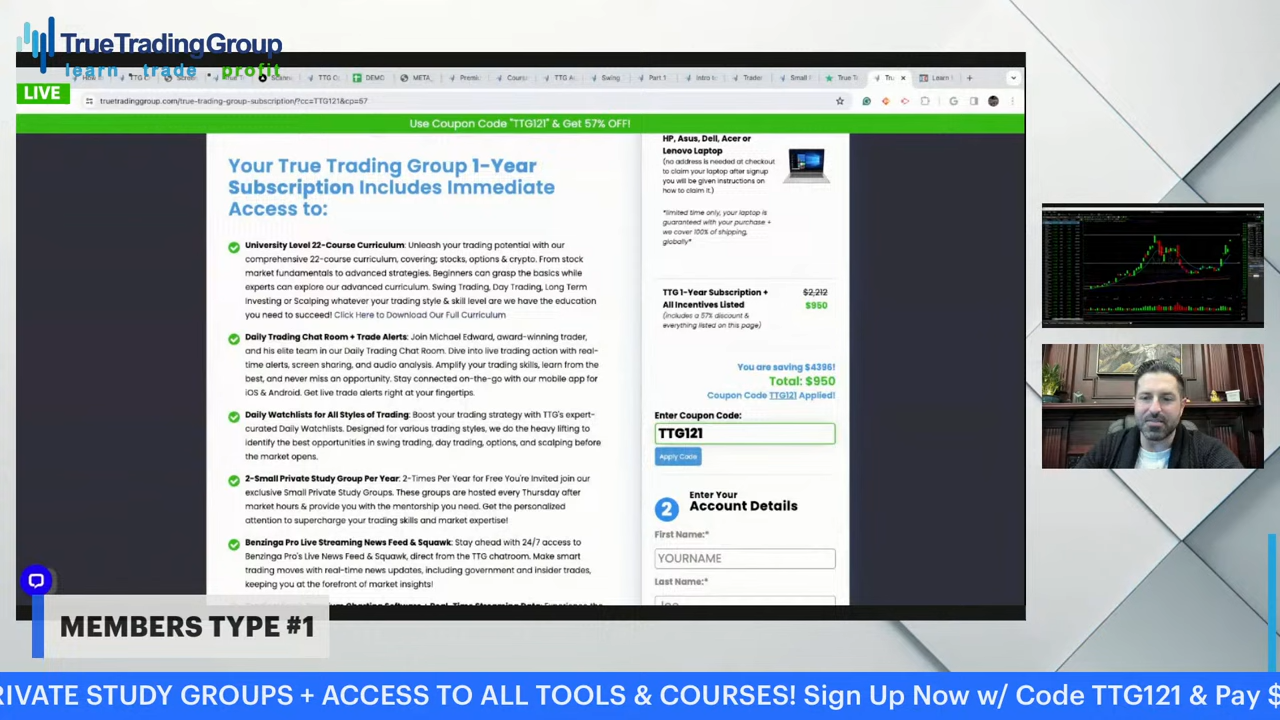 TrueTradingGroup
learn trade profit
LIVE
truetradinggroup.com/true-trading-group-subscription/?cc=TTG121&cp=57
Use Coupon Code "TTG121" & Get 57% OFF!
Your True Trading Group 1-Year
Subscription Includes Immediate
Access to:
University Level 22-Course Curriculum: Unleash your trading potential with our
comprehensive 22-course curriculum, covering; stocks, options & crypto. From stock
market fundamentals to advanced strategies. Beginners can grasp the basics while
experts can explore our advanced curriculum. Swing Trading, Day Trading, Long Term
Investing or Scalping whatever your trading style & skill level are we have the education
you need to succeed! Click Here to Download Our Full Curriculum
Daily Trading Chat Room + Trade Alerts: Join Michael Edward, award-winning trader,
and his elite team in our Daily Trading Chat Room. Dive into live trading action with real-
time alerts, screen sharing, and audio analysis. Amplify your trading skills, learn from the
best, and never miss an opportunity. Stay connected on-the-go with our mobile app for
iOS & Android. Get live trade alerts right at your fingertips.
Daily Watchlists for All Styles of Trading: Boost your trading strategy with TTG's expert-
curated Daily Watchlists. Designed for various trading styles, we do the heavy lifting to
identify the best opportunities in swing trading, day trading, options, and scalping before
the market opens.
2-Small Private Study Group Per Year: 2-Times Per Year for Free You're Invited join our
exclusive Small Private Study Groups. These groups are hosted every Thursday after
market hours & provide you with the mentorship you need. Get the personalized
attention to supercharge your trading skills and market expertise!
Benzinga Pro Live Streaming News Feed & Squawk: Stay ahead with 24/7 access to
Benzinga Pro's Live News Feed & Squawk, direct from the TTG chatroom. Make smart
trading moves with real-time news updates, including government and insider trades,
keeping you at the forefront of market insights!
HP, Asus, Dell, Acer or
Lenovo Laptop
(no address is needed at checkout
to claim your laptop after signup
you will be given instructions on
how to claim it.)
*limited time only, your laptop is
guaranteed with your purchase +
we cover 100% of shipping,
globally*
TTG 1-Year Subscription + $2,212
All Incentives Listed $950
(includes a 57% discount &
everything listed on this page)
You are saving $4396!
Total: $950
Coupon Code TTG121 Applied!
Enter Coupon Code:
TTG121
Apply Code
2
Enter Your
Account Details
First Name:*
YOURNAME
Last Name:*
MEMBERS TYPE #1
RIVATE STUDY GROUPS + ACCESS TO ALL TOOLS & COURSES! Sign Up Now w/ Code TTG121 & Pay $